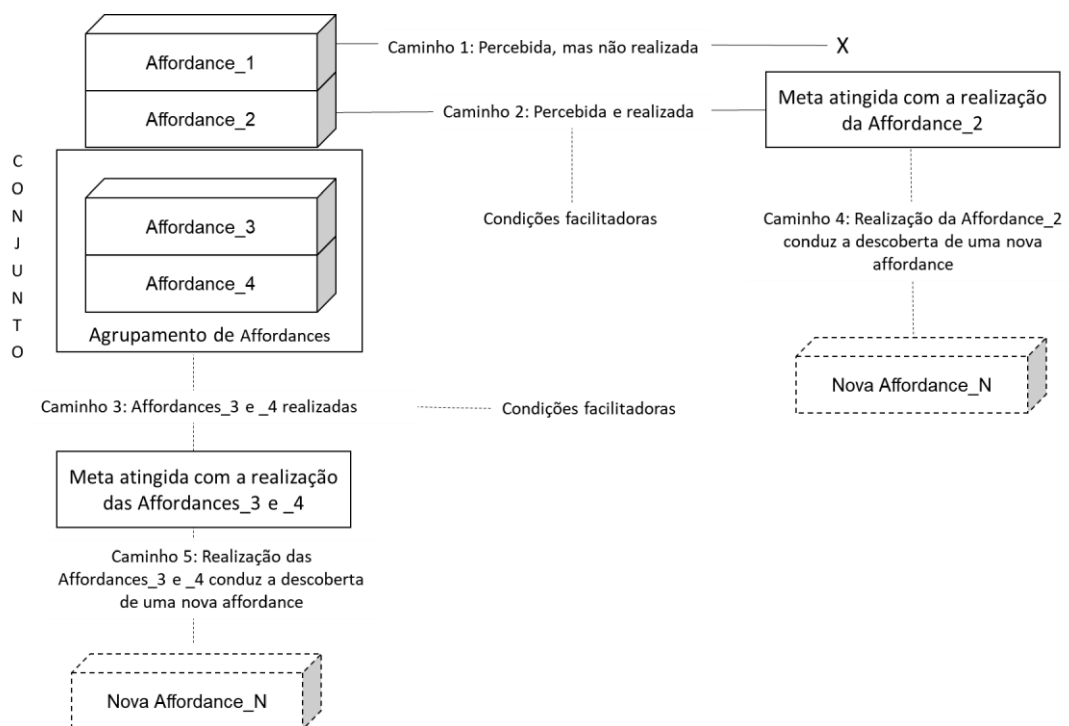 Affordance_1
Caminho 1: Percebida, mas não realizada
X
Affordance_2
Caminho 2: Percebida e realizada
Meta atingida com a realização
da Affordance_2
CONJUNTO
Affordance_3
Affordance_4
Agrupamento de Affordances
Condições facilitadoras
Caminho 4: Realização da Affordance_2
conduz a descoberta de uma nova
affordance
Nova Affordance_N
Caminho 3: Affordances_3 e _4 realizadas
Condições facilitadoras
Meta atingida com a realização
das Affordances_3 e _4
Caminho 5: Realização das
Affordances_3 e _4 conduz a descoberta
de uma nova affordance
Nova Affordance_N